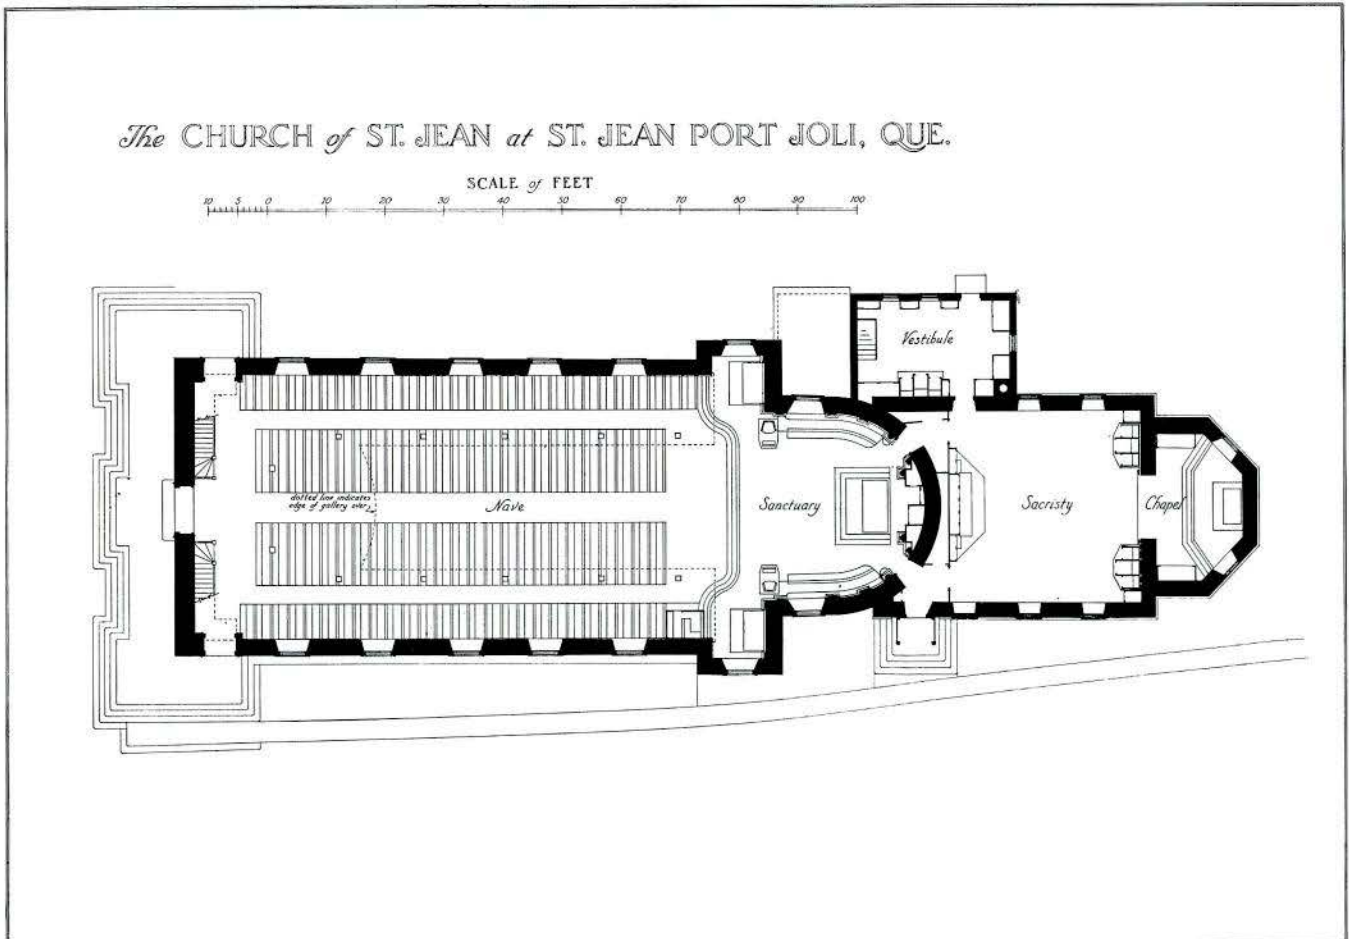 The CHURCH of ST. JEAN at ST. JEAN PORT JOLI, QUE.
SCALE of FEET
10 5 0 10 20 30 40 50 60 70 80 90 100
Vestibule
dotted line indicates
edge of gallery over
Nave
Sanctuary
Sacristy
Chapel